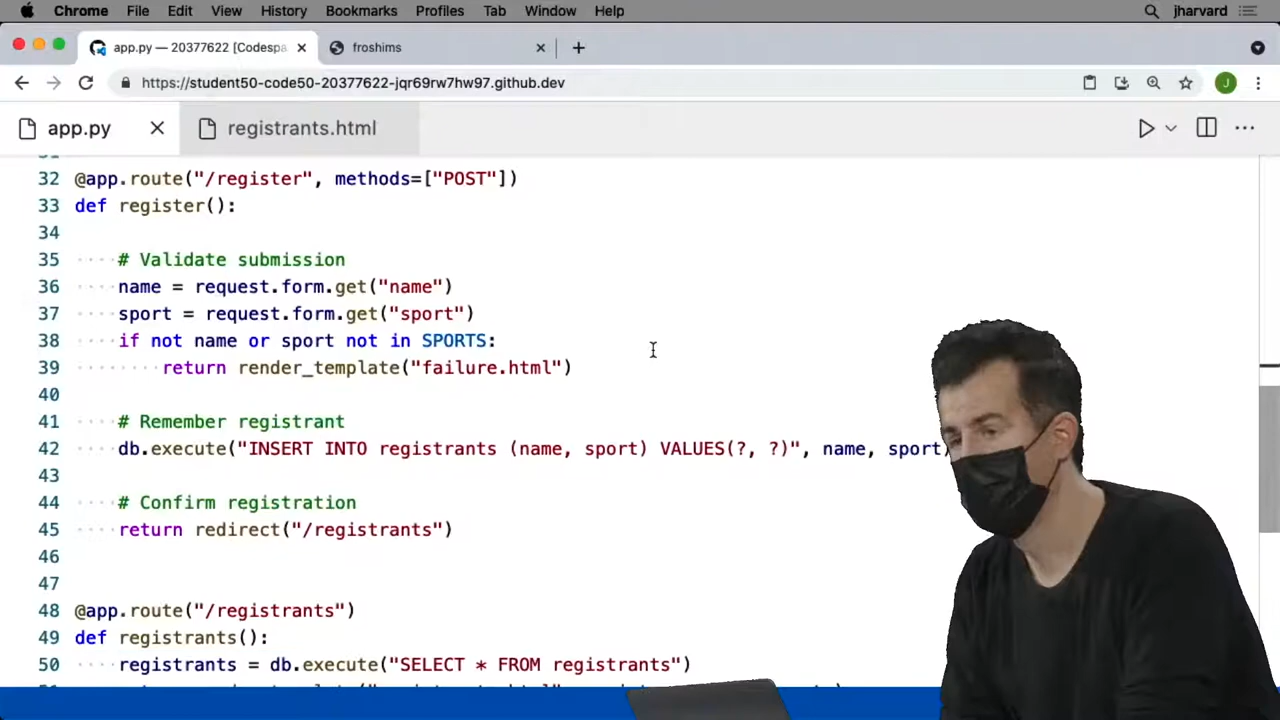 Chrome File Edit View History Bookmarks Profiles Tab Window Help jharvard
app.py — 20377622 [Codespa froshims
https://student50-code50-20377622-jqr69rw7hw97.github.dev J
app.py registrants.html
32 @app.route("/register", methods=["POST"])
33 def register():
34
35 # Validate submission
36 name = request.form.get("name")
37 sport = request.form.get("sport")
38 if not name or sport not in SPORTS:
39 return render_template("failure.html")
40
41 # Remember registrant
42 db.execute("INSERT INTO registrants (name, sport) VALUES(?, ?)", name, sport)
43
44 # Confirm registration
45 return redirect("/registrants")
46
47
48 @app.route("/registrants")
49 def registrants():
50 registrants = db.execute("SELECT * FROM registrants")